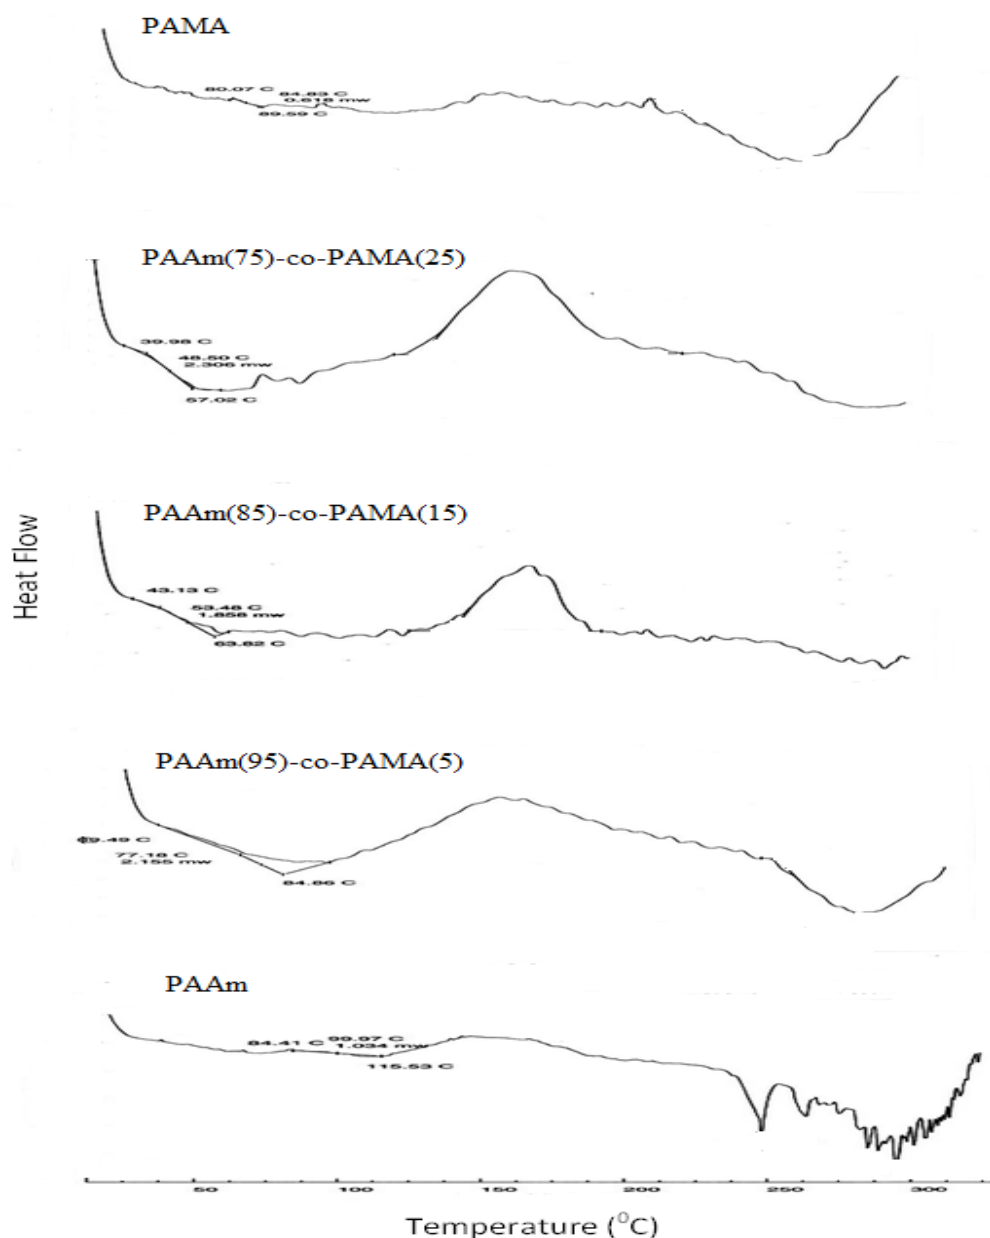 PAMA
80.07 C
84.83 C
0.618 mw
89.59 C
PAAm(75)-co-PAMA(25)
39.98 C
48.50 C
2.306 mw
57.02 C
Heat Flow
PAAm(85)-co-PAMA(15)
43.13 C
53.48 C
1.858 mw
63.82 C
PAAm(95)-co-PAMA(5)
69.49 C
77.18 C
2.155 mw
84.86 C
PAAm
84.41 C
99.97 C
1.034 mw
115.53 C
50 100 150 200 250 300
Temperature (⁰C)